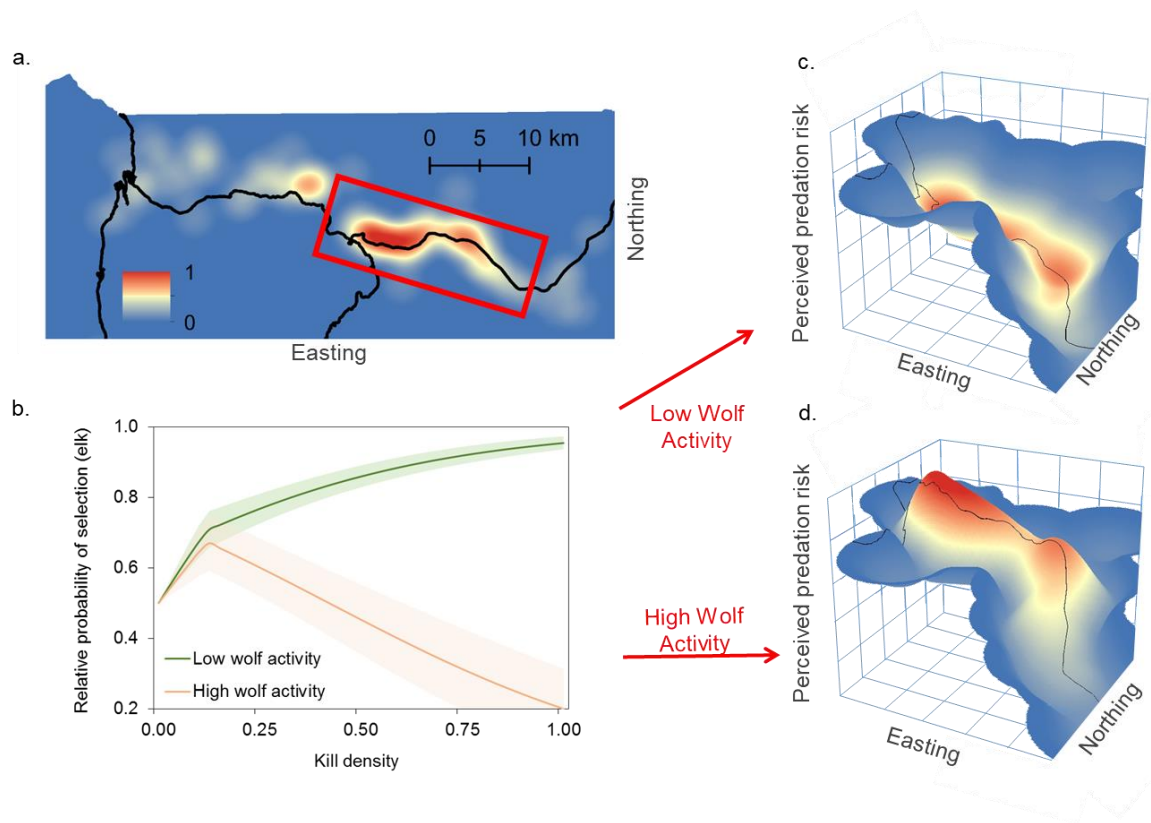 a.
0 5 10 km
1
0
Easting
Northing
b.
Relative probability of selection (elk)
1.0
0.8
0.6
0.4
0.2
Low wolf activity
High wolf activity
0.00 0.25 0.50 0.75 1.00
Kill density
Low Wolf
Activity
High Wolf
Activity
c.
Perceived predation risk
Easting
Northing
d.
Perceived predation risk
Easting
Northing